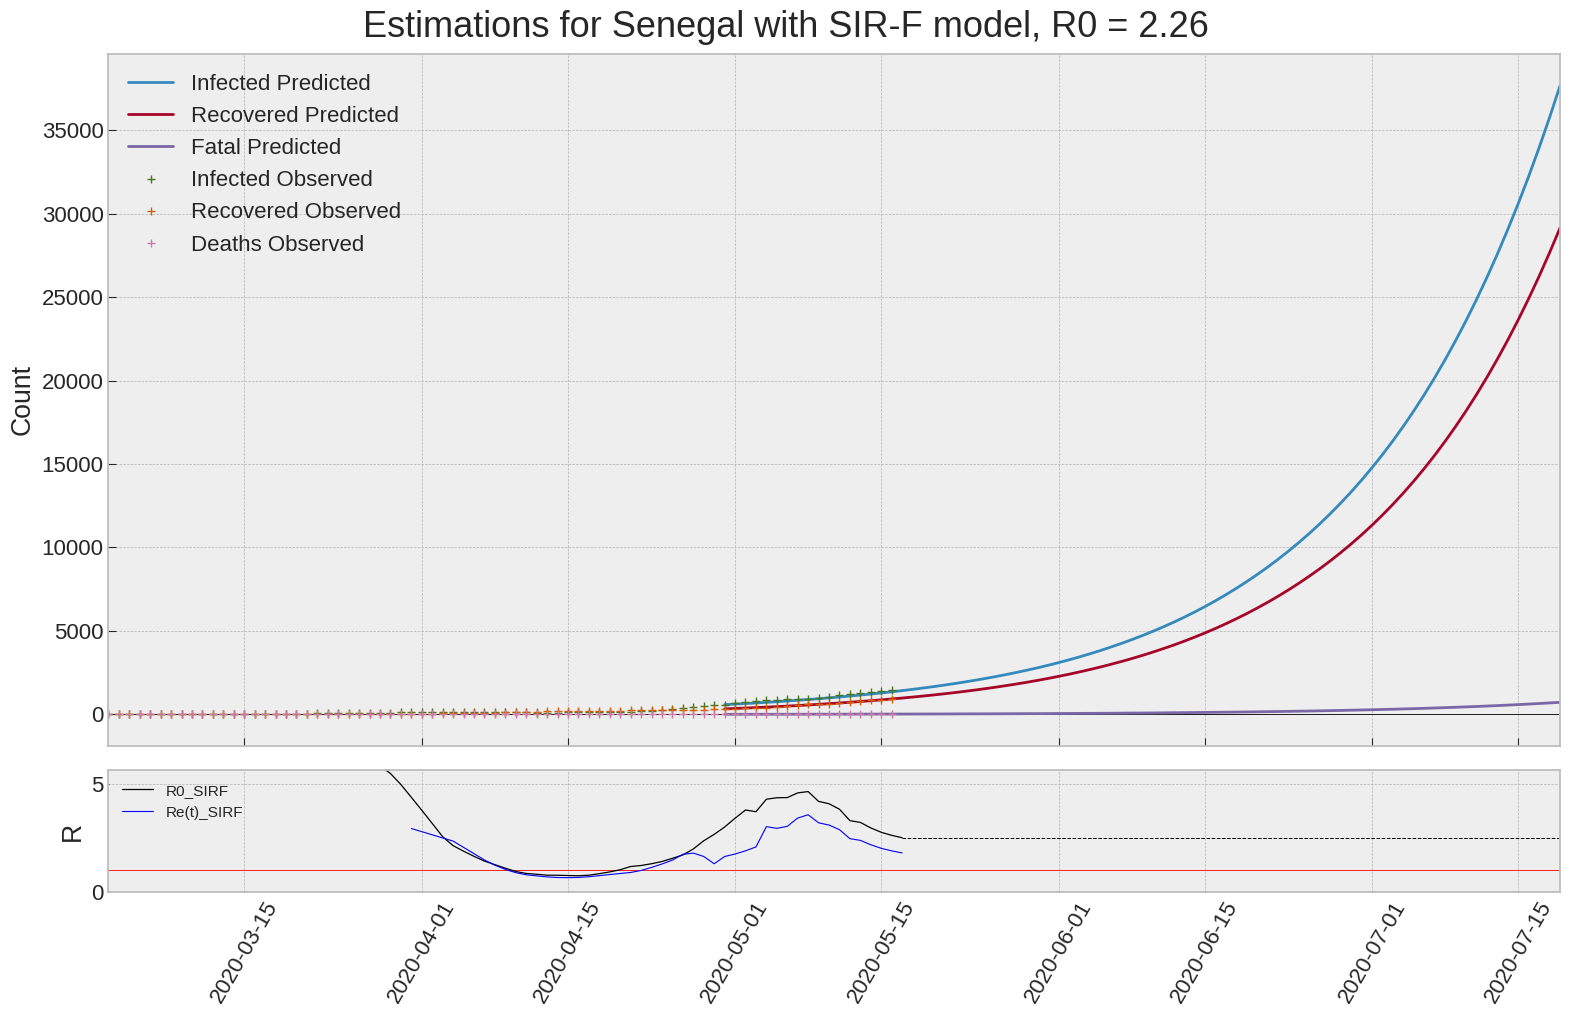 Estimations for Senegal with SIR-F model, R0 = 2.26
Infected Predicted
Recovered Predicted
Fatal Predicted
Infected Observed
Recovered Observed
Deaths Observed
Count
35000
30000
25000
20000
15000
10000
5000
0
R0_SIRF
Re(t)_SIRF
R
5
0
2020-03-15
2020-04-01
2020-04-15
2020-05-01
2020-05-15
2020-06-01
2020-06-15
2020-07-01
2020-07-15